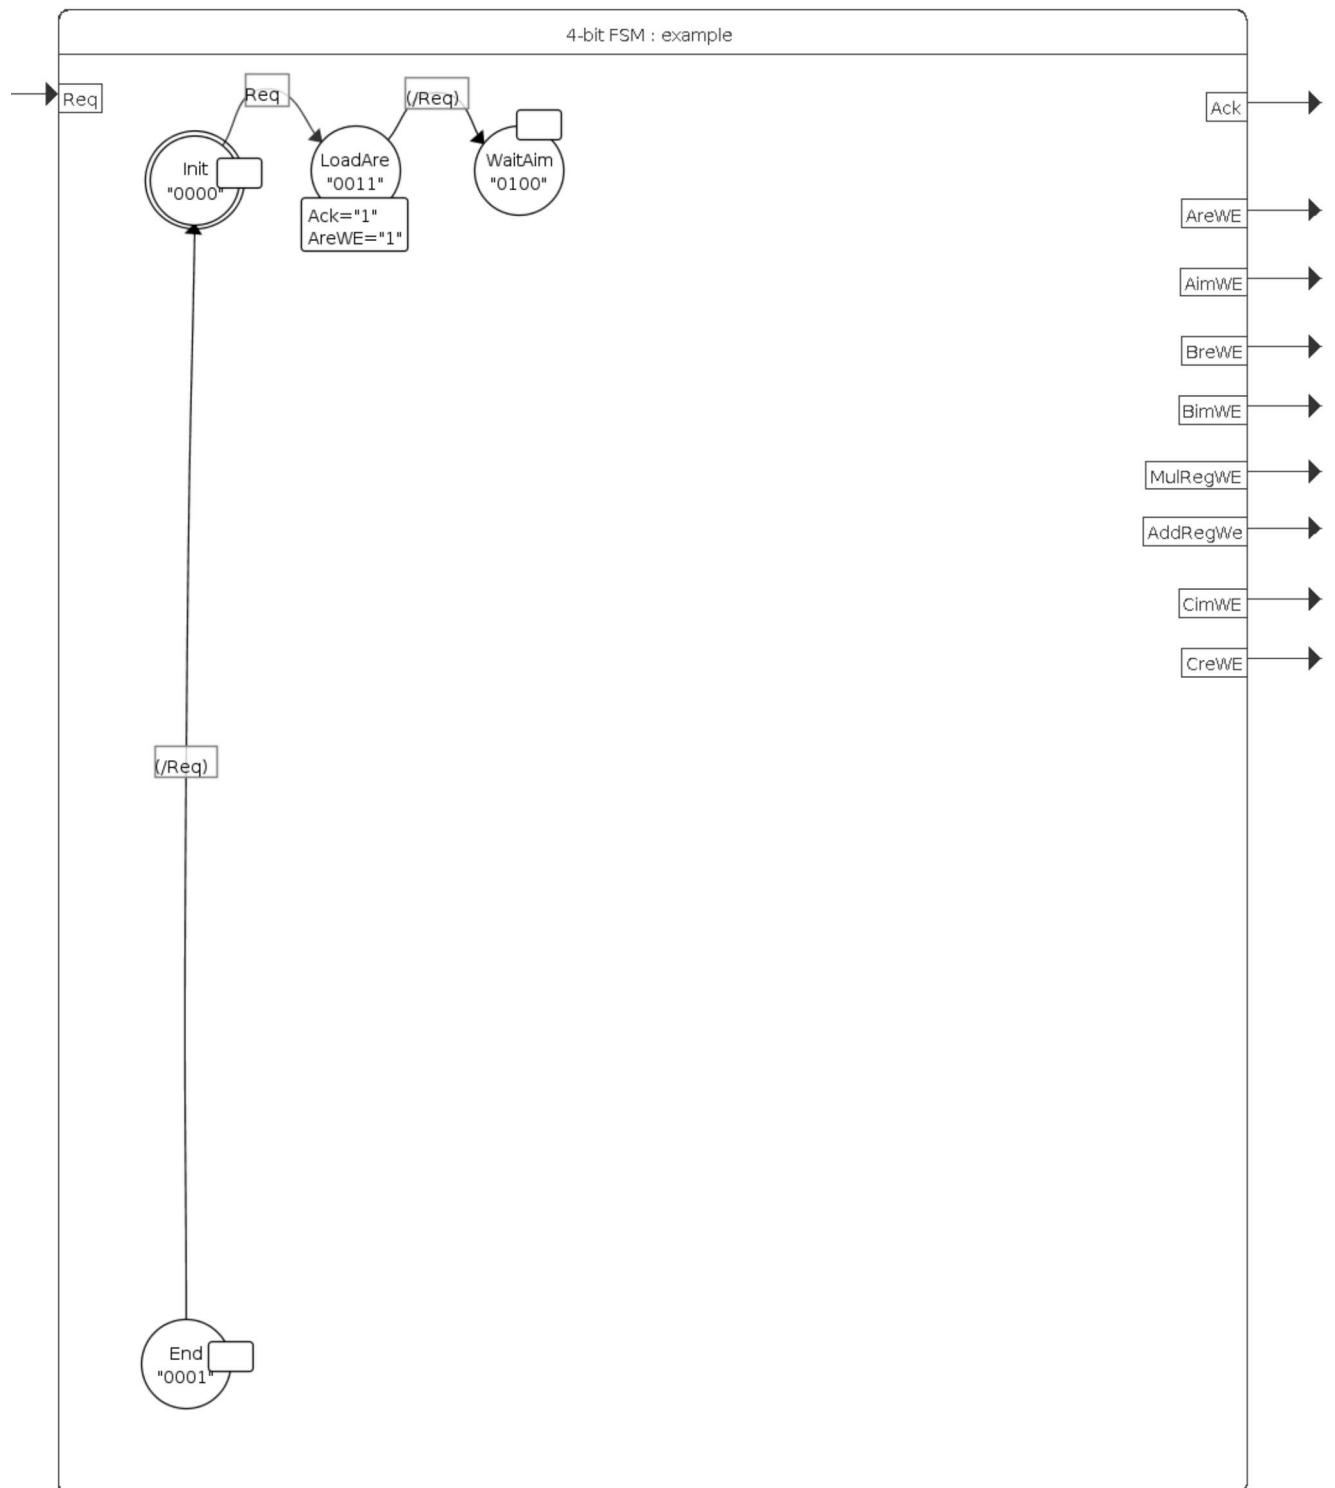 4-bit FSM : example
Req
Req
(/Req)
Ack
Init
"0000"
LoadAre
"0011"
WaitAim
"0100"
Ack="1"
AreWE="1"
AreWE
AimWE
BreWE
BimWE
MulRegWE
AddRegWe
CimWE
CreWE
(/Req)
End
"0001"